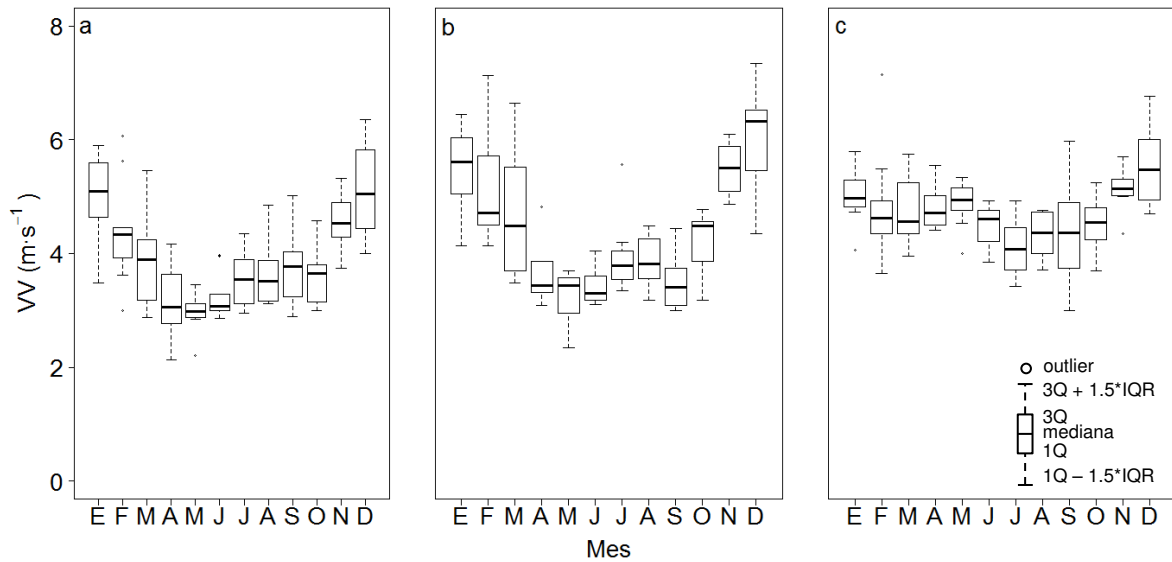 a
b
c
8
6
4
2
0
VV (m·s⁻¹)
E F M A M J J A S O N D
E F M A M J J A S O N D
E F M A M J J A S O N D
Mes
outlier
3Q + 1.5*IQR
3Q
mediana
1Q
1Q − 1.5*IQR